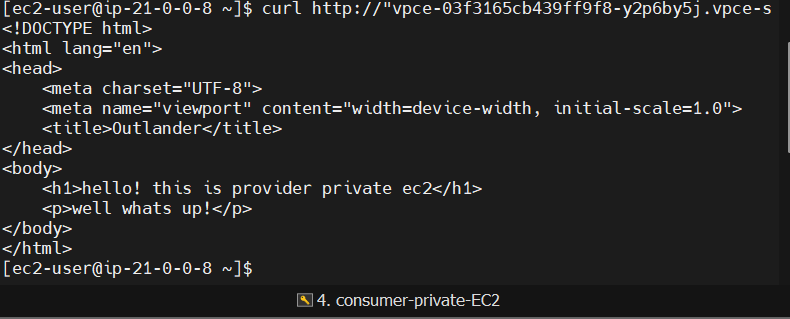 [ec2-user@ip-21-0-0-8 ~]$ curl http://"vpce-03f3165cb439ff9f8-y2p6by5j.vpce-s
<!DOCTYPE html>
<html lang="en">
<head>
    <meta charset="UTF-8">
    <meta name="viewport" content="width=device-width, initial-scale=1.0">
    <title>Outlander</title>
</head>
<body>
    <h1>hello! this is provider private ec2</h1>
    <p>well whats up!</p>
</body>
</html>
[ec2-user@ip-21-0-0-8 ~]$
4. consumer-private-EC2